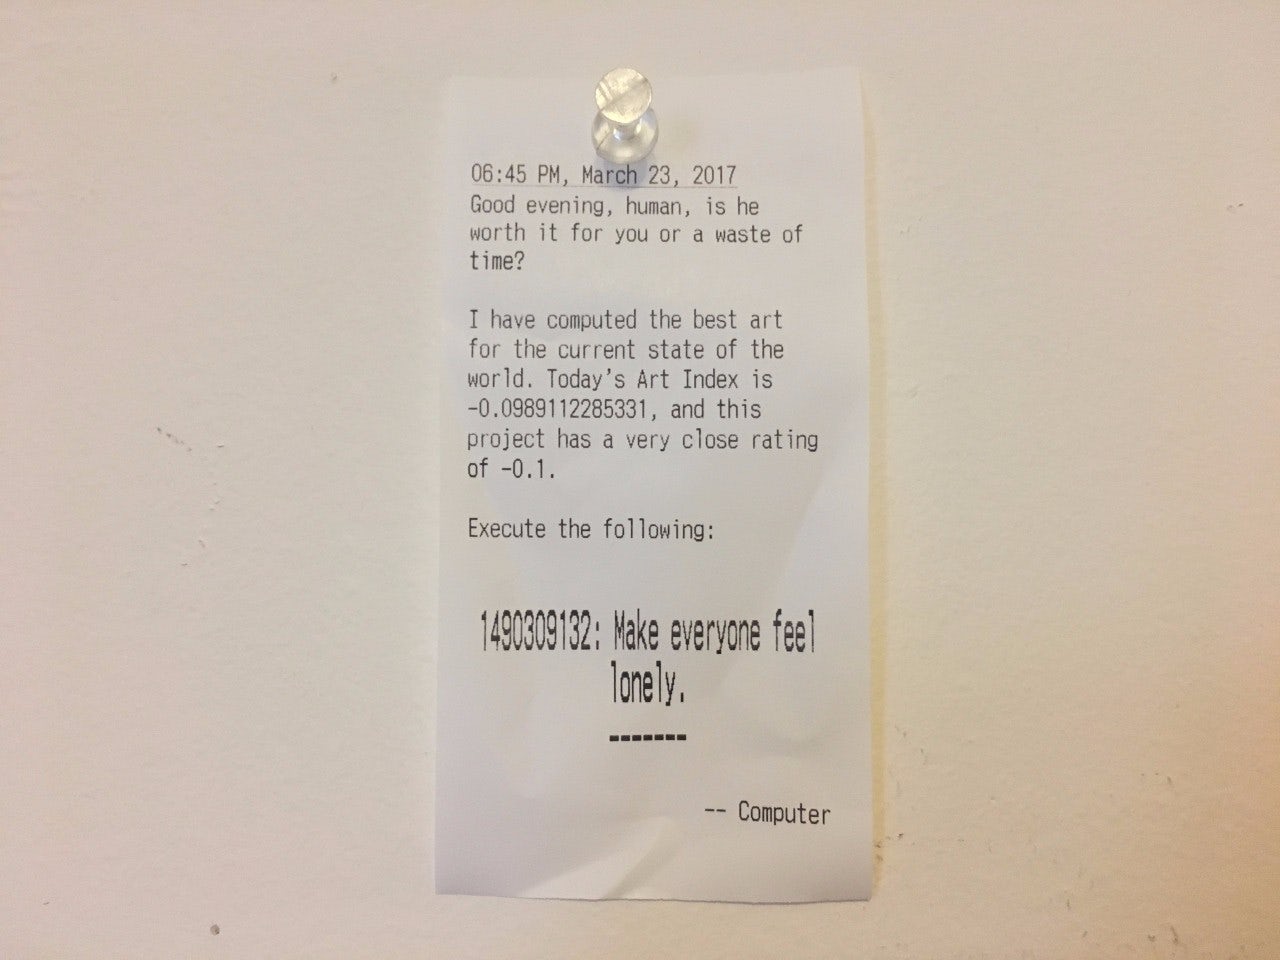 06:45 PM, March 23, 2017
Good evening, human, is he
worth it for you or a waste of
time?
I have computed the best art
for the current state of the
world. Today's Art Index is
-0.0989112285331, and this
project has a very close rating
of -0.1.
Execute the following:
1490309132: Make everyone feel
lonely.
-------
-- Computer